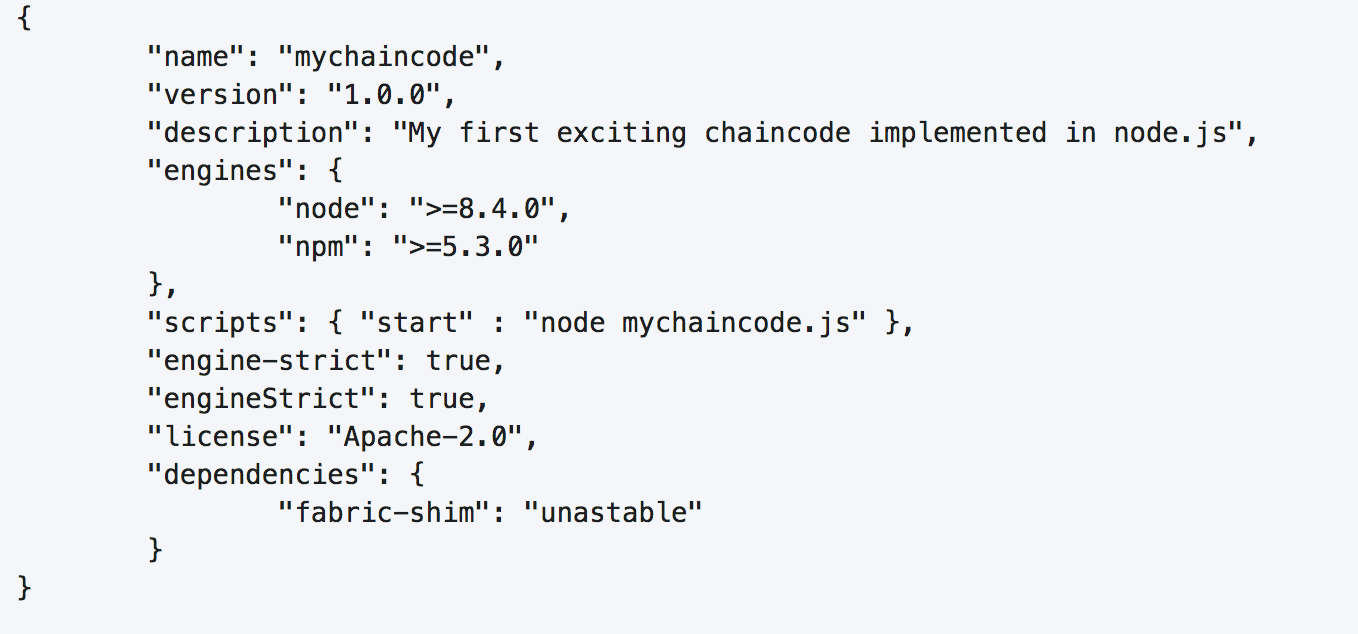 {
"name": "mychaincode",
"version": "1.0.0",
"description": "My first exciting chaincode implemented in node.js",
"engines": {
"node": ">=8.4.0",
"npm": ">=5.3.0"
},
"scripts": { "start" : "node mychaincode.js" },
"engine-strict": true,
"engineStrict": true,
"license": "Apache-2.0",
"dependencies": {
"fabric-shim": "unastable"
}
}